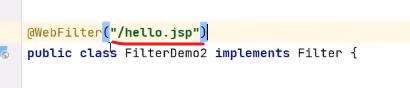 @WebFilter("/hello.jsp")
public class FilterDemo2 implements Filter {